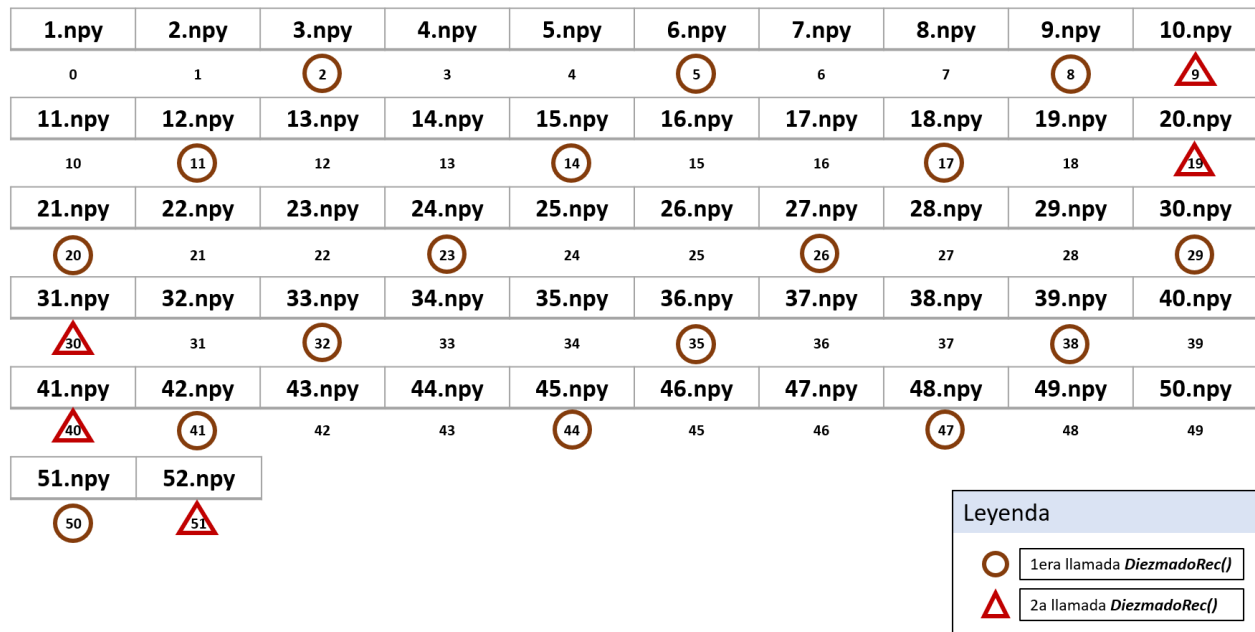 1.npy 2.npy 3.npy 4.npy 5.npy 6.npy 7.npy 8.npy 9.npy 10.npy
0 1 2 3 4 5 6 7 8 9
11.npy 12.npy 13.npy 14.npy 15.npy 16.npy 17.npy 18.npy 19.npy 20.npy
10 11 12 13 14 15 16 17 18 19
21.npy 22.npy 23.npy 24.npy 25.npy 26.npy 27.npy 28.npy 29.npy 30.npy
20 21 22 23 24 25 26 27 28 29
31.npy 32.npy 33.npy 34.npy 35.npy 36.npy 37.npy 38.npy 39.npy 40.npy
30 31 32 33 34 35 36 37 38 39
41.npy 42.npy 43.npy 44.npy 45.npy 46.npy 47.npy 48.npy 49.npy 50.npy
40 41 42 43 44 45 46 47 48 49
51.npy 52.npy
50 51
Leyenda
1era llamada DiezmadoRec()
2a llamada DiezmadoRec()